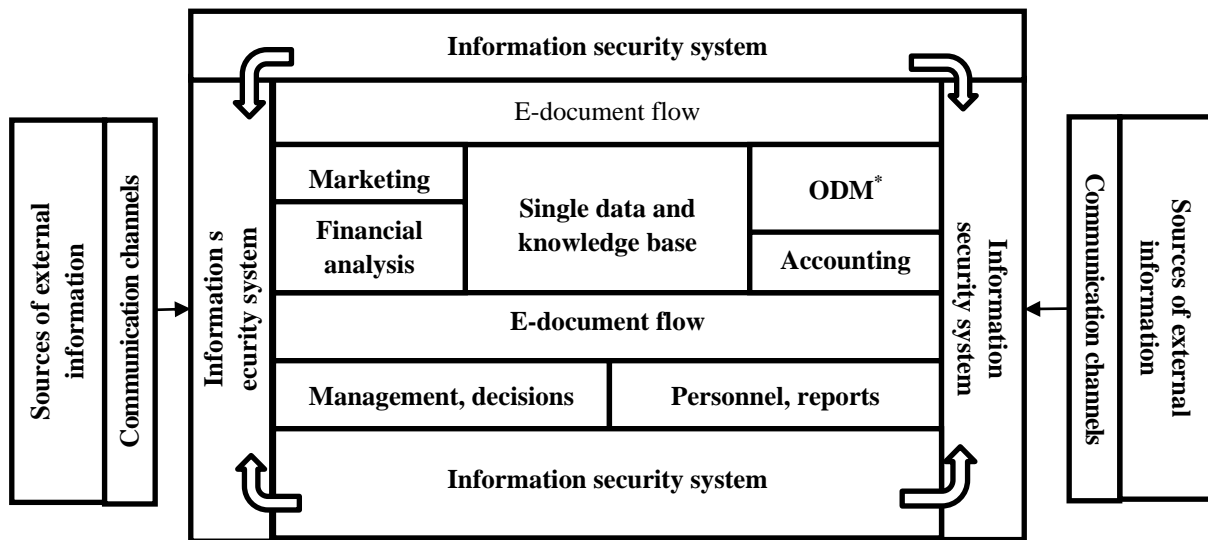 Information security system
E-document flow
Sources of external
information
Communication channels
Information s
ecurity system
Marketing
Financial
analysis
Single data and
knowledge base
ODM*
Accounting
E-document flow
Management, decisions
Personnel, reports
Information security system
Information
security system
Communication channels
Sources of external
information